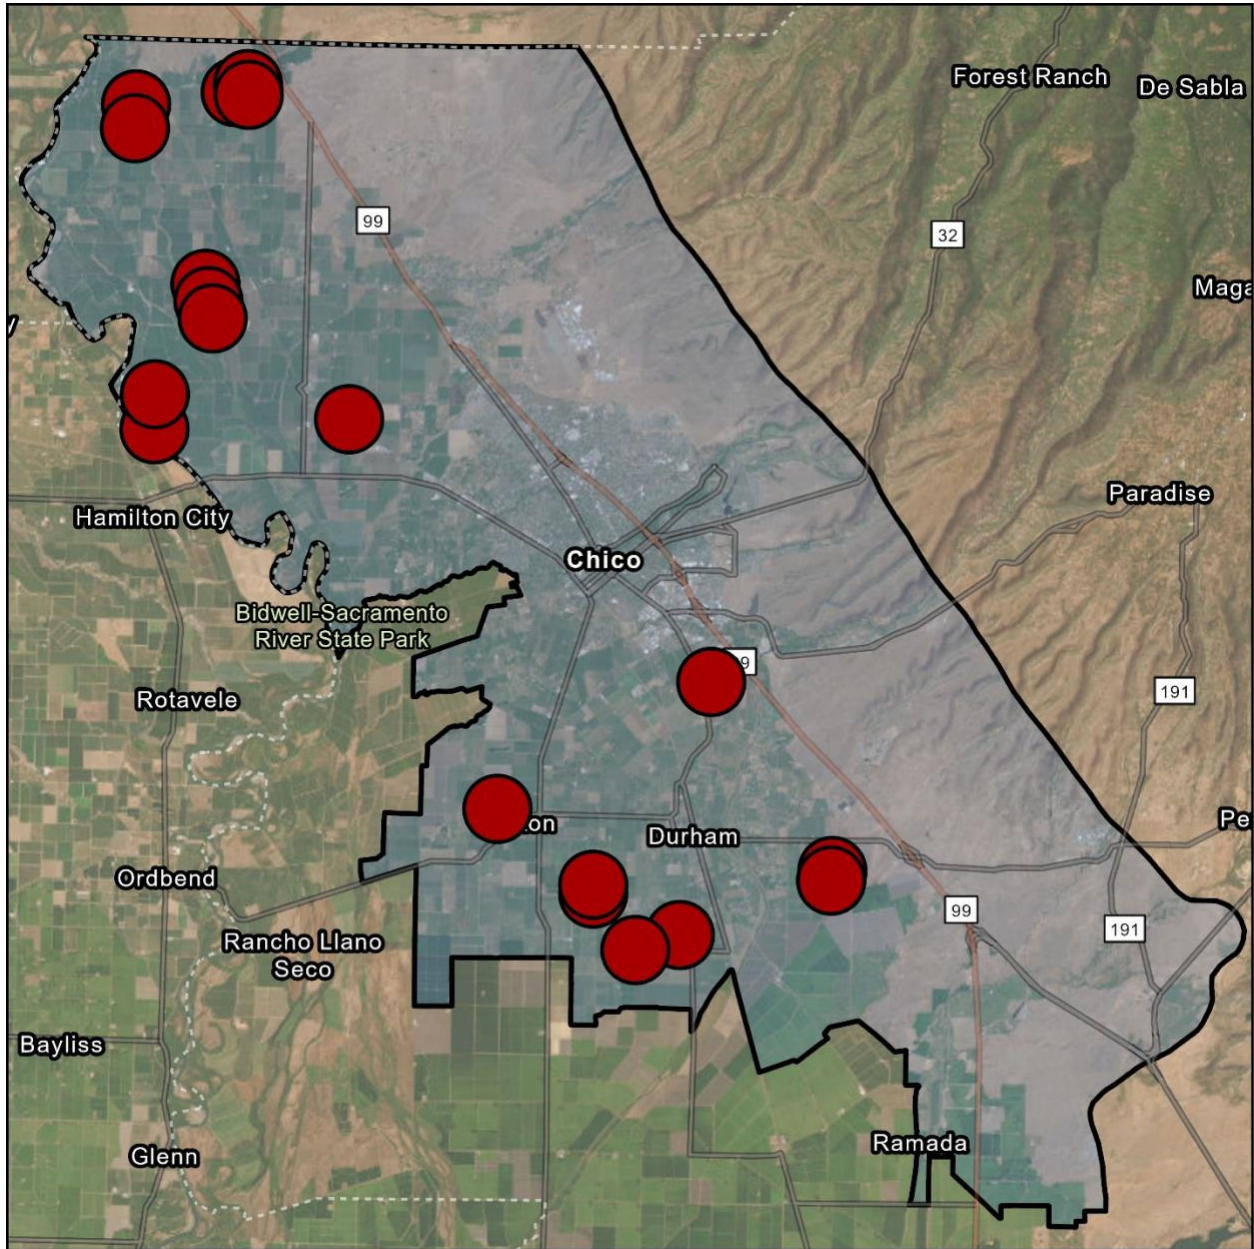 Forest Ranch
De Sabla
99
32
Maga
y
Paradise
Hamilton City
Chico
Bidwell-Sacramento
River State Park
9
191
Rotavele
on
Durham
Pe
Ordbend
99
191
Rancho Llano
Seco
Bayliss
Ramada
Glenn